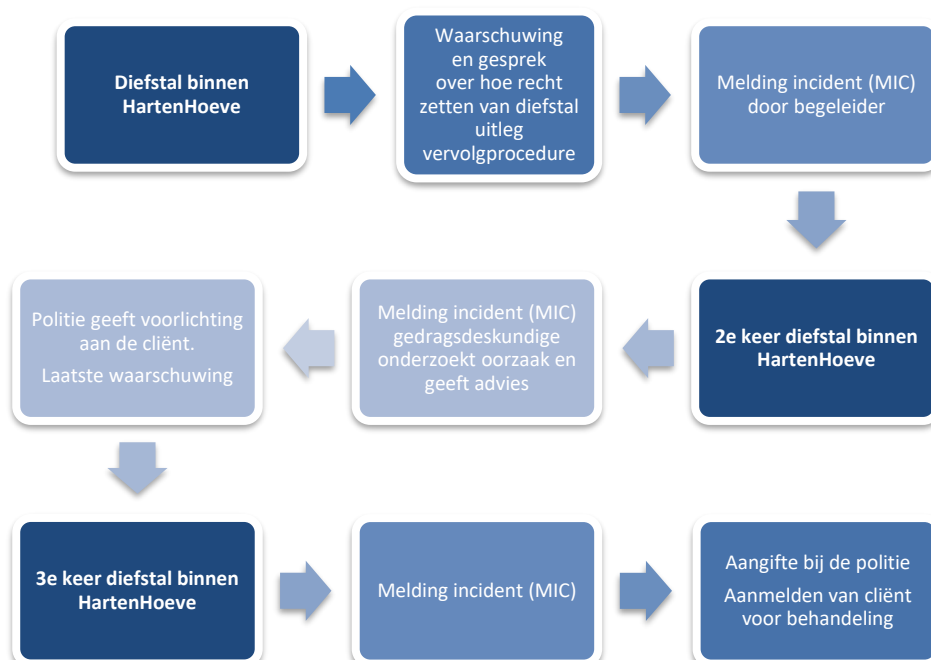 Diefstal binnen
HartenHoeve
Waarschuwing
en gesprek
over hoe recht
zetten van diefstal
uitleg
vervolgprocedure
Melding incident (MIC)
door begeleider
2e keer diefstal binnen
HartenHoeve
Melding incident (MIC)
gedragsdeskundige
onderzoekt oorzaak en
geeft advies
Politie geeft voorlichting
aan de cliënt.
Laatste waarschuwing
3e keer diefstal binnen
HartenHoeve
Melding incident (MIC)
Aangifte bij de politie
Aanmelden van cliënt
voor behandeling